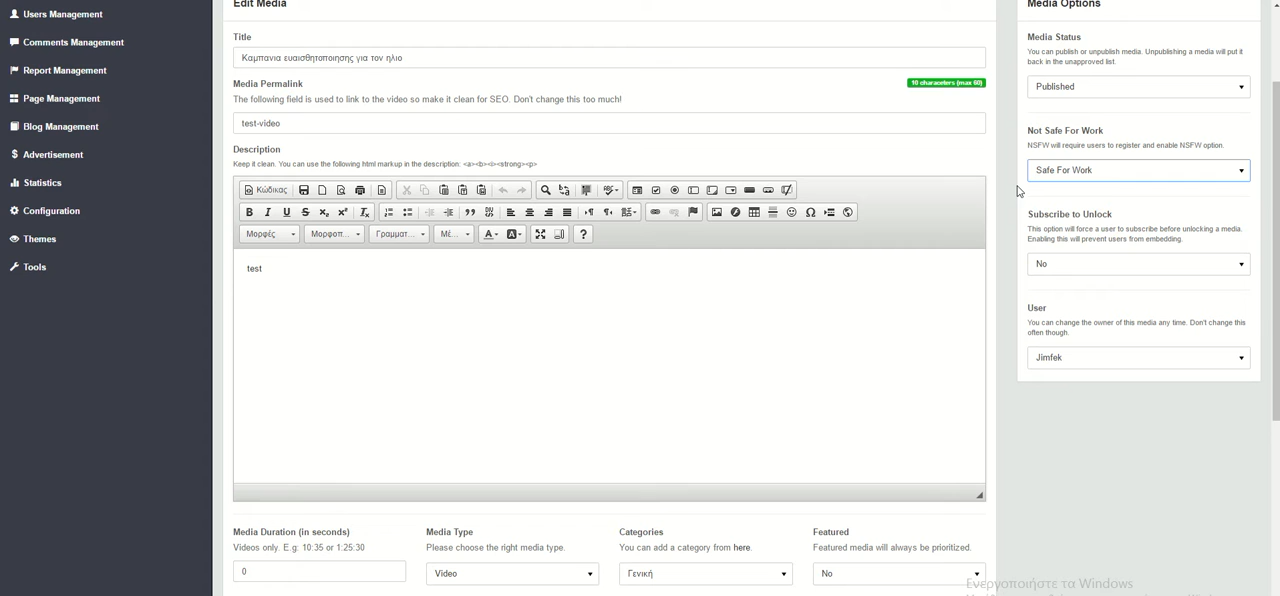 Users Management
Comments Management
Report Management
Page Management
Blog Management
Advertisement
Statistics
Configuration
Themes
Tools
Edit Media
Title
Καμπανια ευαισθητοποιησης για τον ηλιο
Media Permalink
10 characeters (max 60)
The following field is used to link to the video so make it clean for SEO. Don't change this too much!
test-video
Description
Keep it clean. You can use the following html markup in the description: <a><b><i><strong><p>
Κώδικας
Μορφές
Μορφοπ...
Γραμματ...
Μέ...
test
Media Duration (in seconds)
Videos only. E.g: 10:35 or 1:25:30
0
Media Type
Please choose the right media type.
Video
Categories
You can add a category from here.
Γενική
Featured
Featured media will always be prioritized.
No
Media Options
Media Status
You can publish or unpublish media. Unpublishing a media will put it
back in the unapproved list.
Published
Not Safe For Work
NSFW will require users to register and enable NSFW option.
Safe For Work
Subscribe to Unlock
This option will force a user to subscribe before unlocking a media.
Enabling this will prevent users from embedding.
No
User
You can change the owner of this media any time. Don't change this
often though.
Jimfek
Ενεργοποιήστε τα Windows